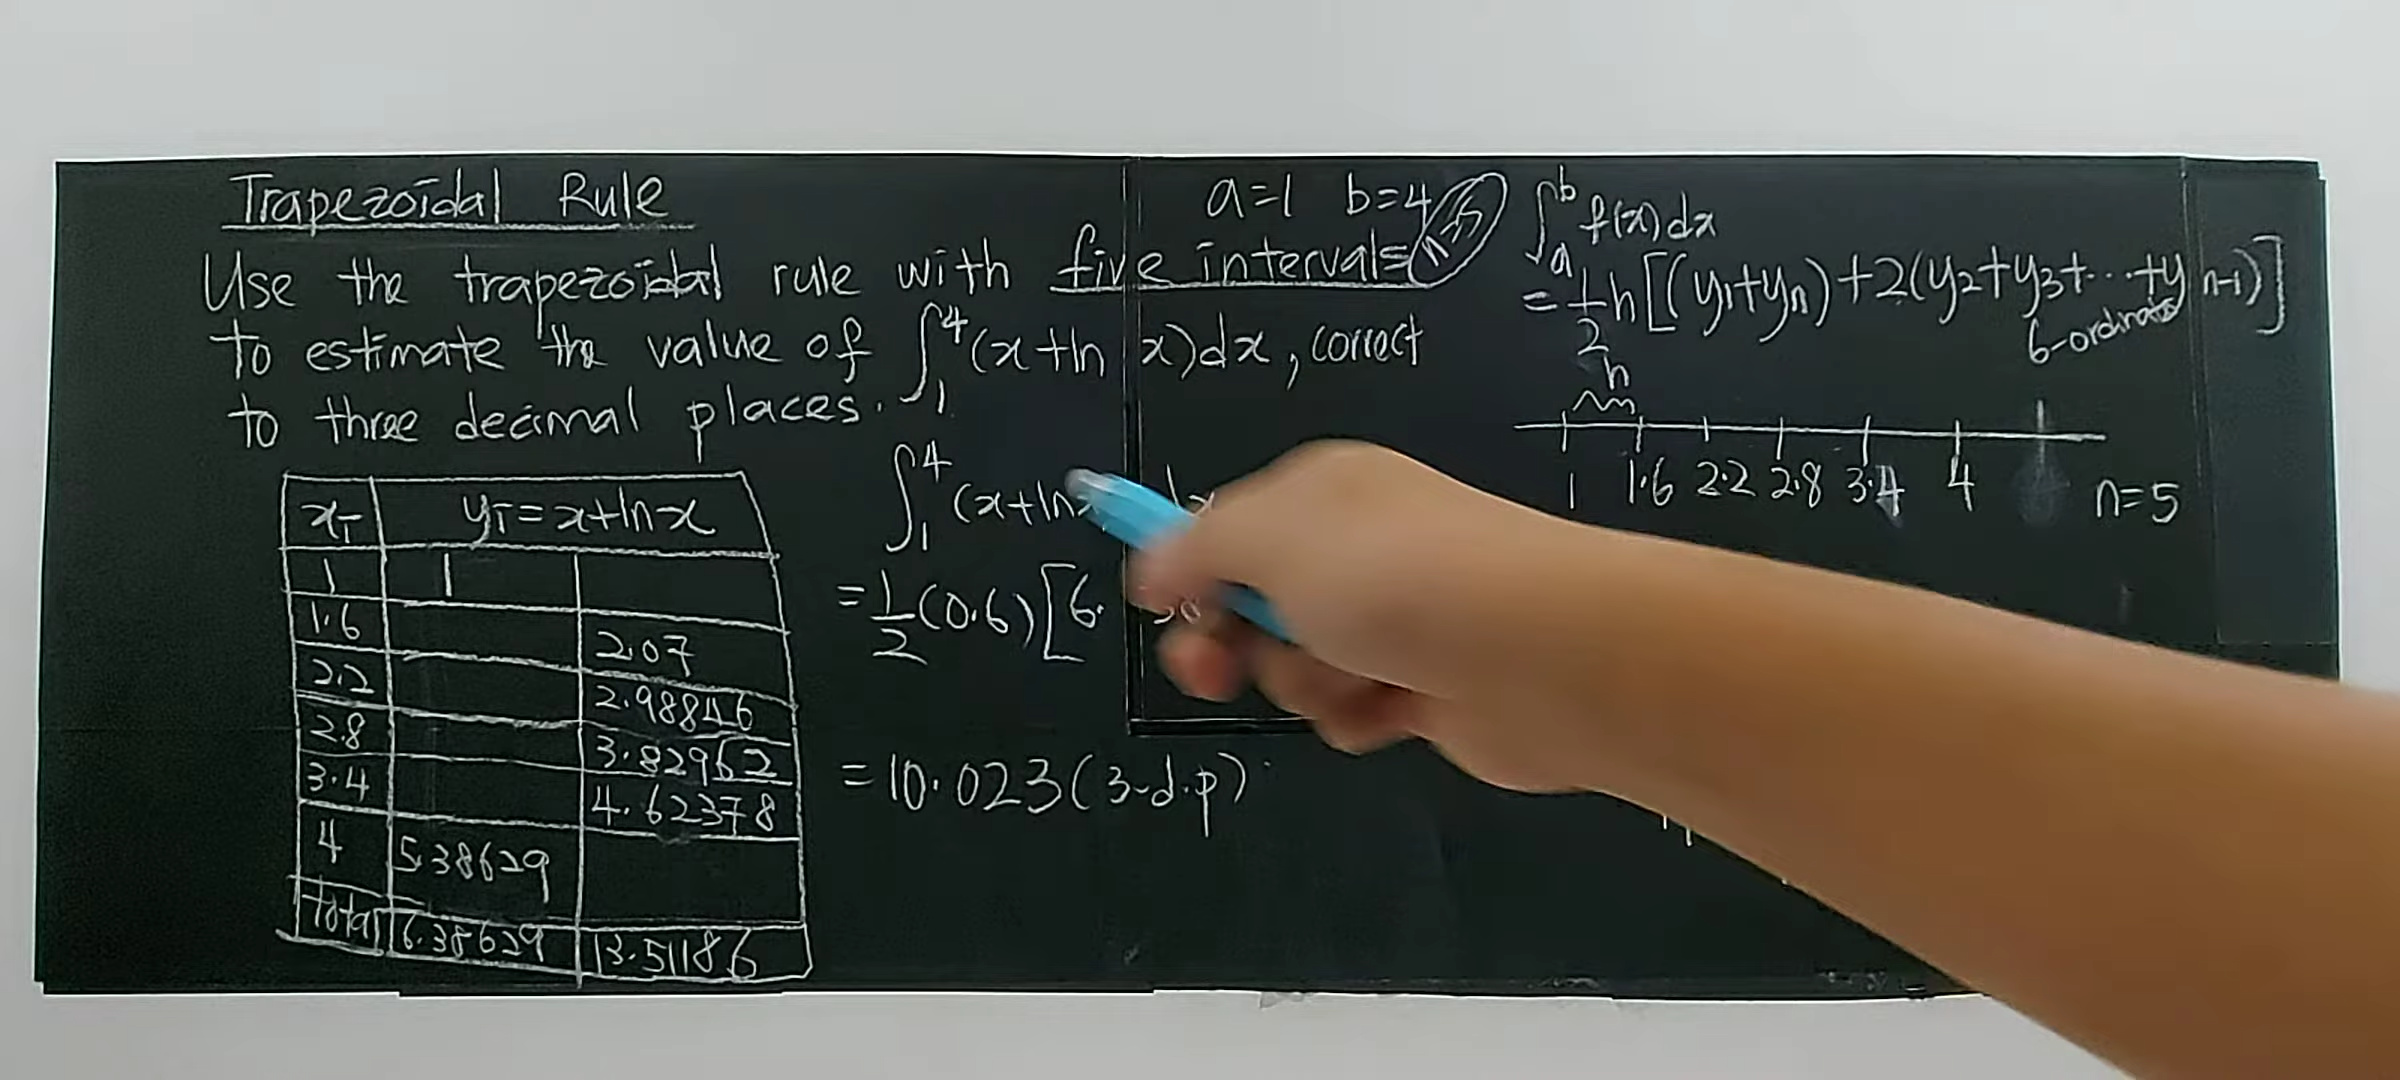 Trapezoidal Rule
Use the trapezoidal rule with five intervals
to estimate the value of ∫₁⁴(x+ln x)dx, correct
to three decimal places.
a=1 b=4
n=5
∫ₐᵇ f(x)dx
=½h[(y₁+yₙ)+2(y₂+y₃+...+yₙ₋₁)]
6-ordinates
h
1 1.6 2.2 2.8 3.4 4 n=5
xᵢ yᵢ=x+ln x
1 1
1.6 2.07
2.2 2.98846
2.8 3.82962
3.4 4.62378
4 5.38629
total 6.38629 13.51186
∫₁⁴(x+ln
=½(0.6)[6.
=10.023(3-d.p)